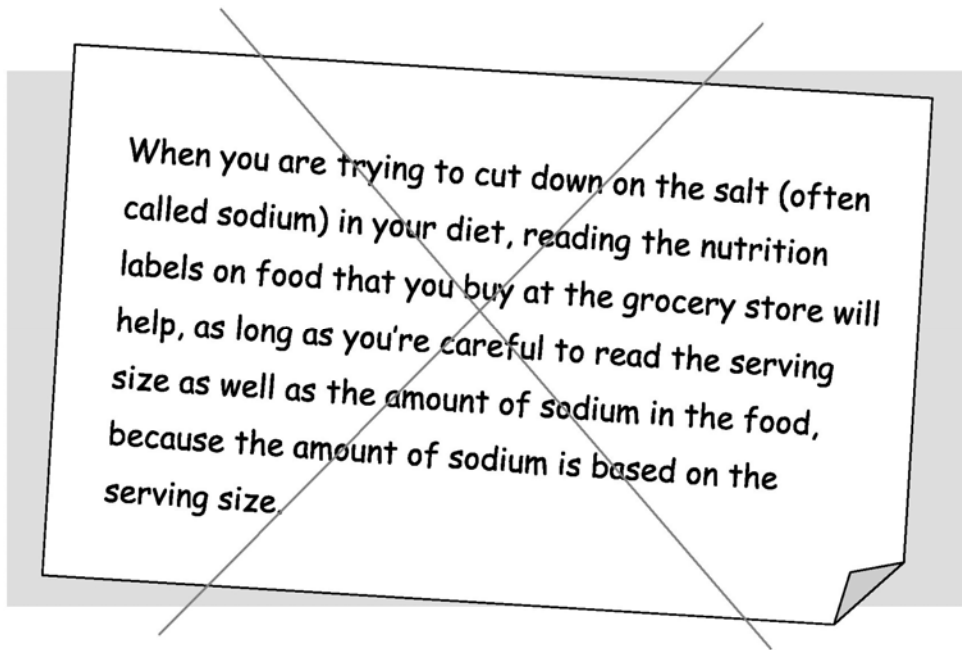 When you are trying to cut down on the salt (often
called sodium) in your diet, reading the nutrition
labels on food that you buy at the grocery store will
help, as long as you're careful to read the serving
size as well as the amount of sodium in the food,
because the amount of sodium is based on the
serving size.